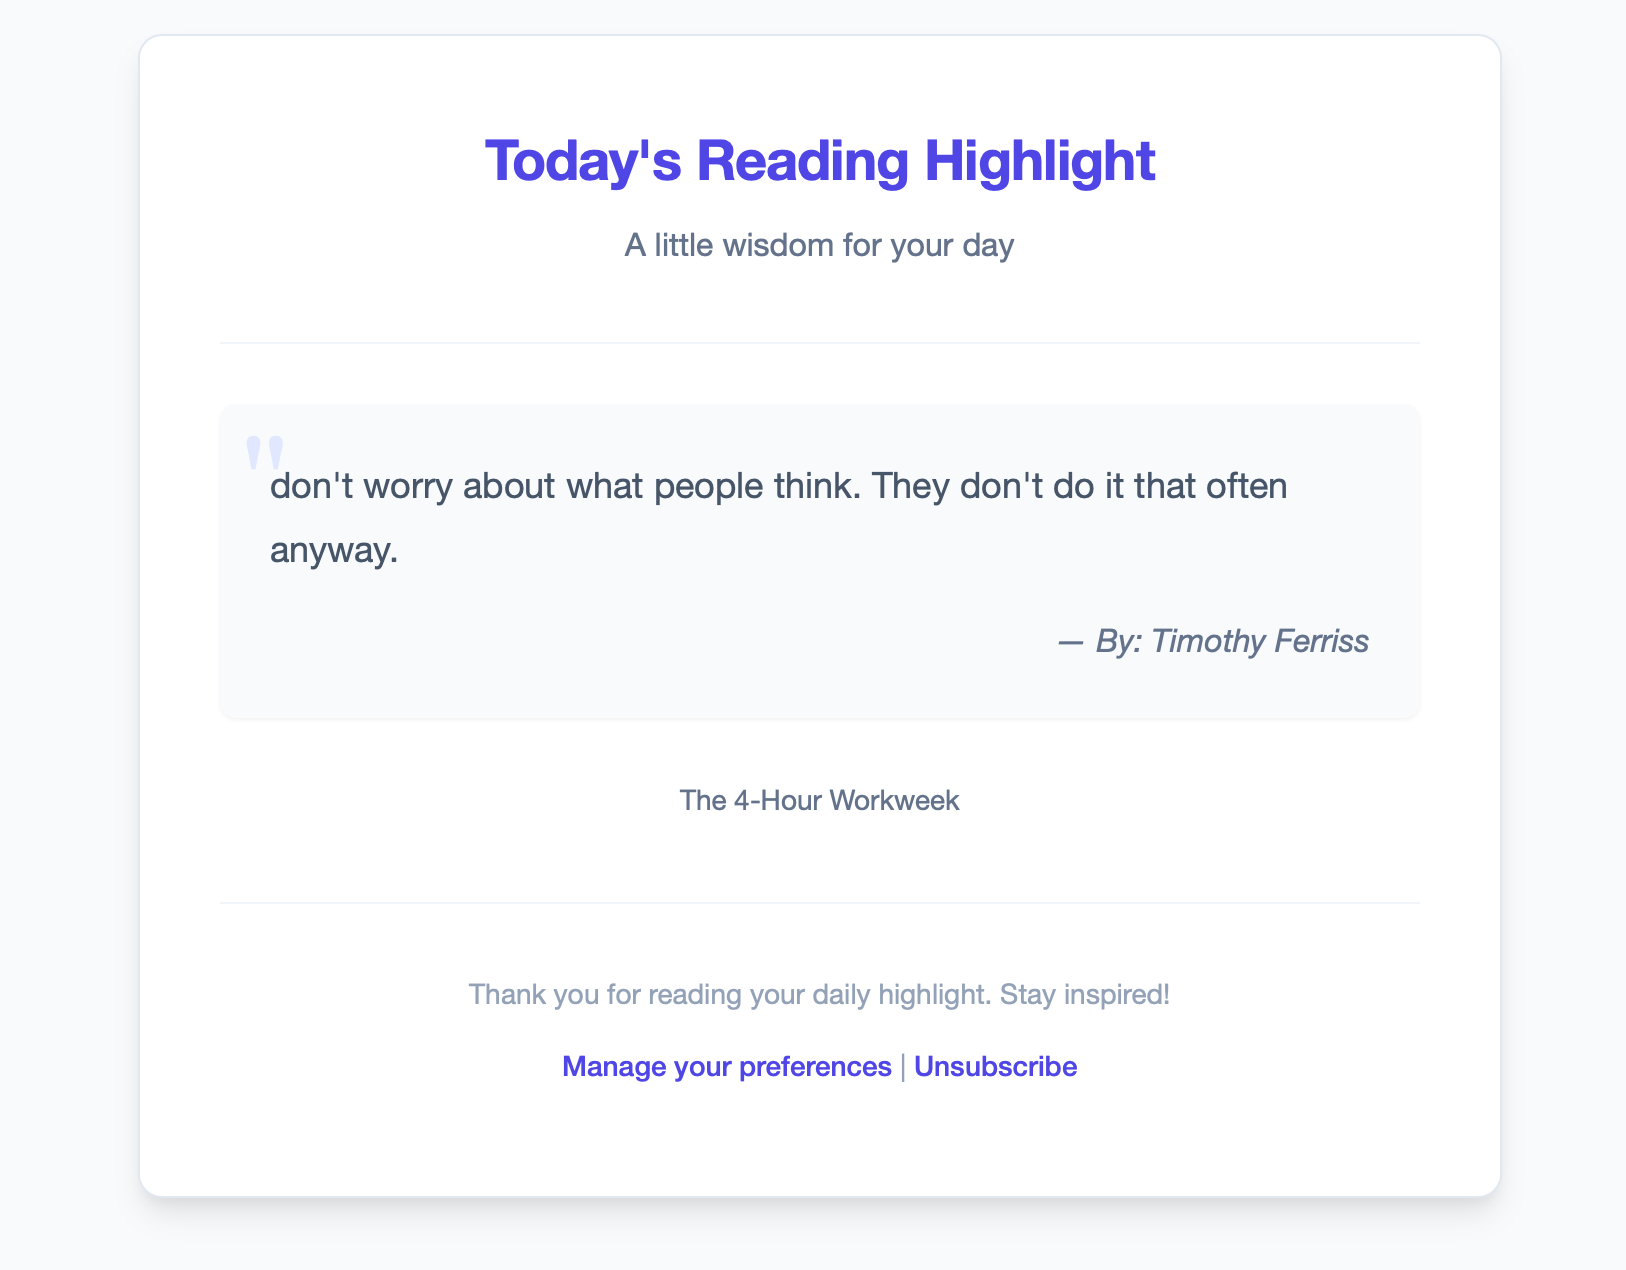 Today's Reading Highlight
A little wisdom for your day
"
don't worry about what people think. They don't do it that often
anyway.
— By: Timothy Ferriss
The 4-Hour Workweek
Thank you for reading your daily highlight. Stay inspired!
Manage your preferences | Unsubscribe